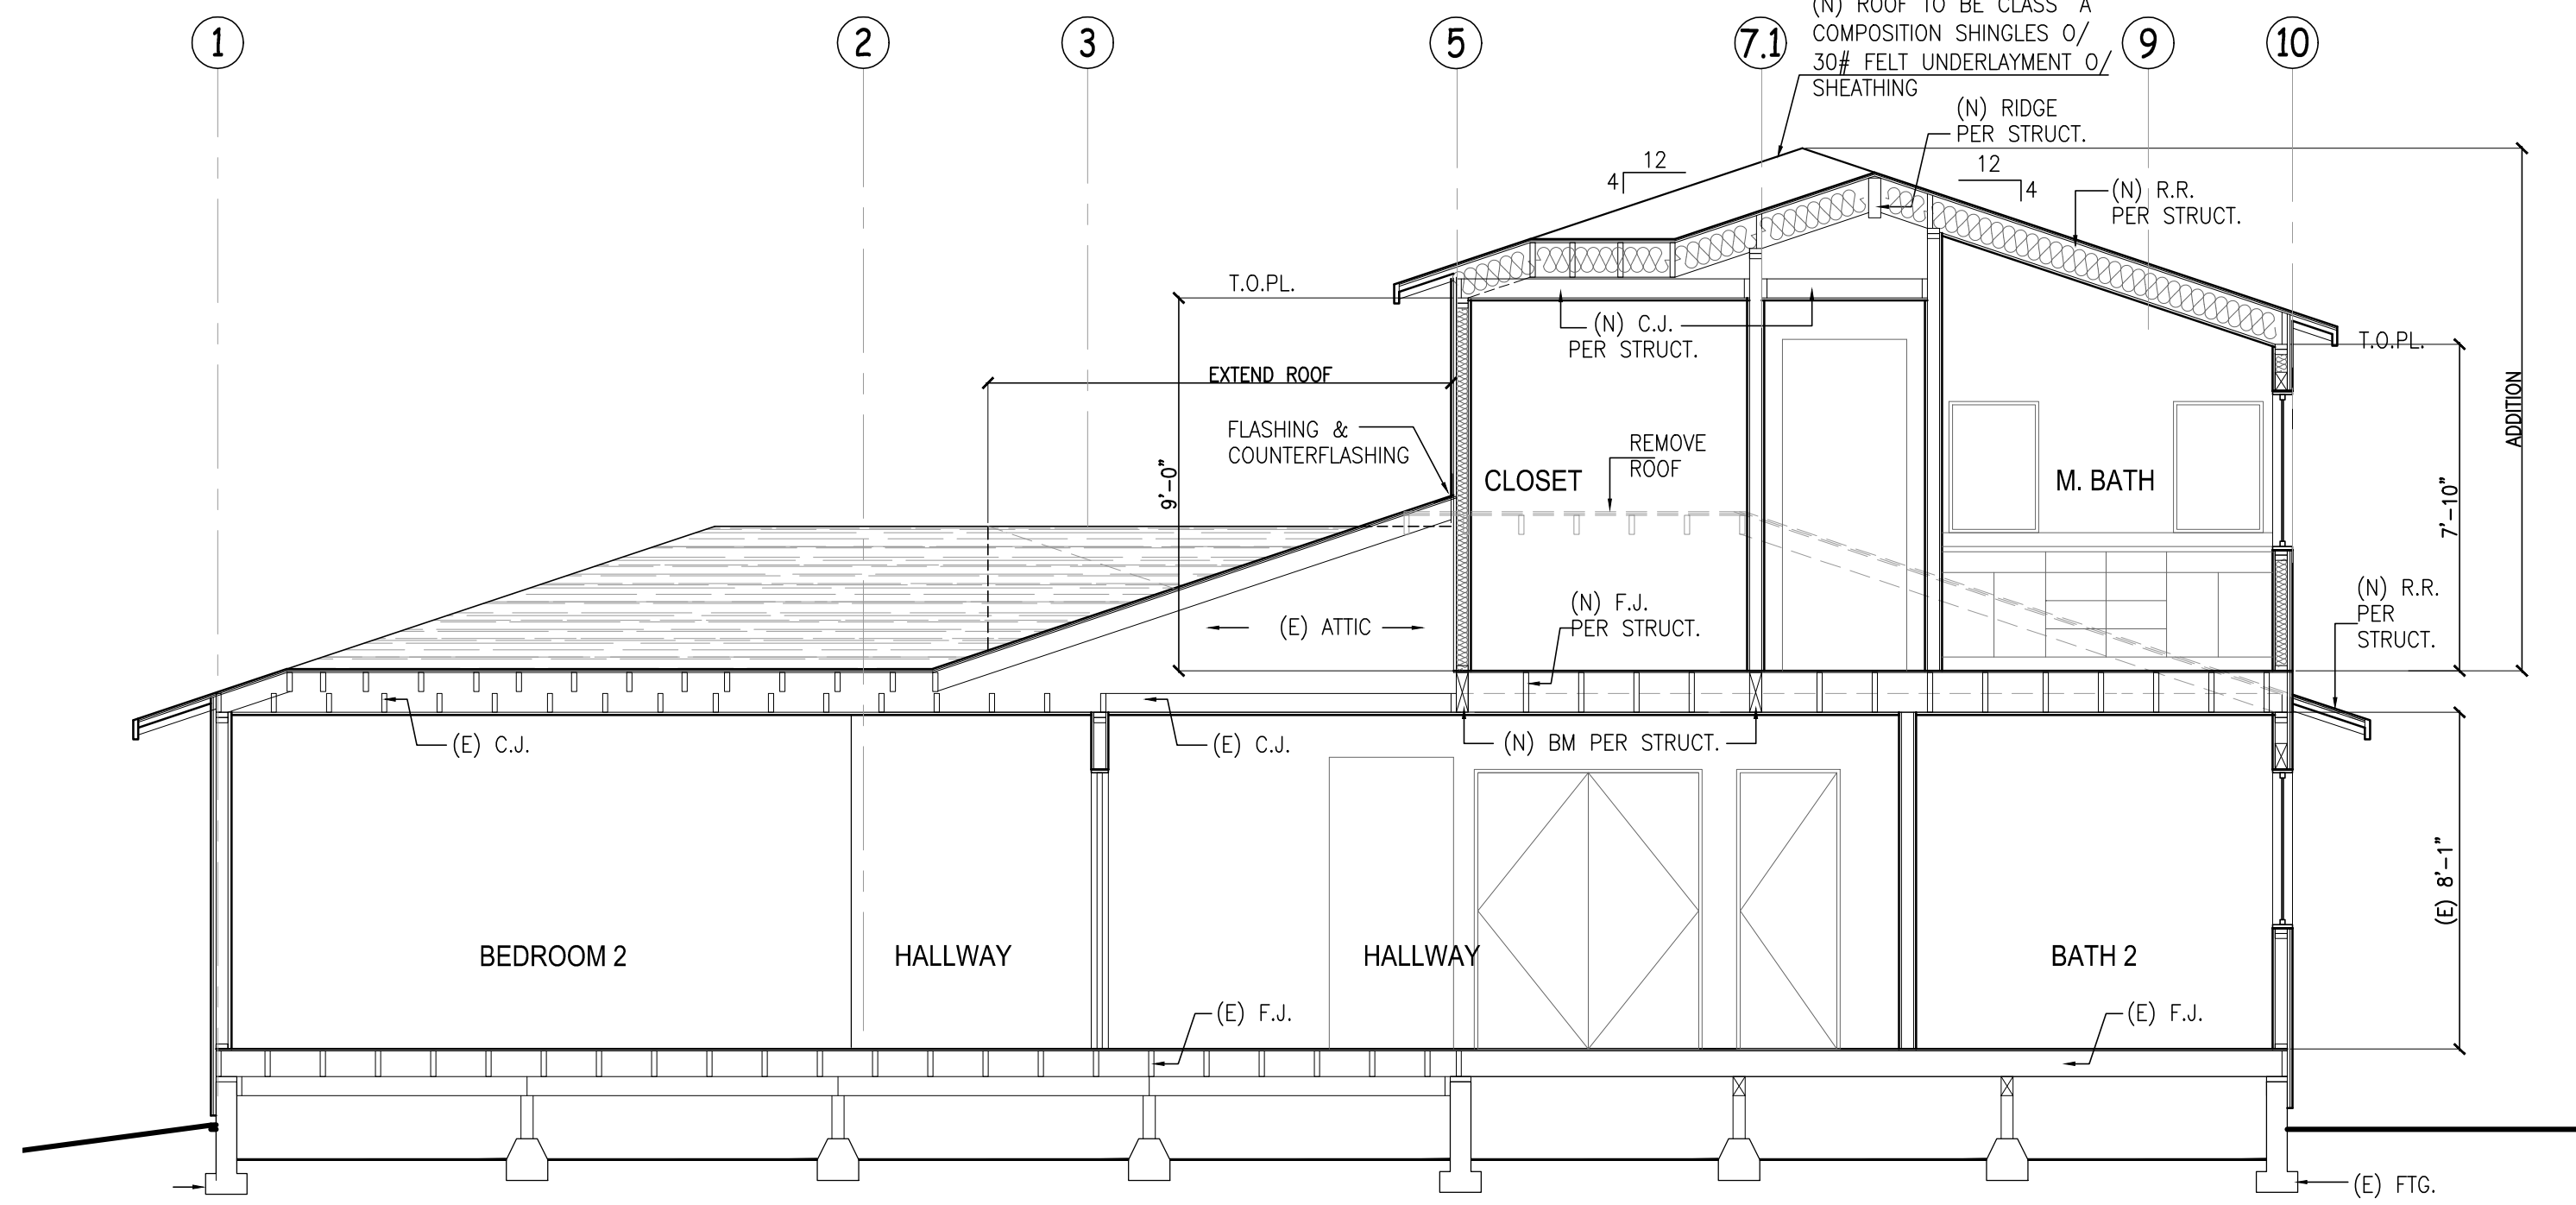 1
2
3
5
7.1
9
10
(N) ROOF TO BE CLASS A
COMPOSITION SHINGLES O/
30# FELT UNDERLAYMENT O/
SHEATHING
(N) RIDGE
PER STRUCT.
12
4
12
4
(N) R.R.
PER STRUCT.
T.O.PL.
(N) C.J.
PER STRUCT.
T.O.PL.
EXTEND ROOF
ADDITION
FLASHING &
COUNTERFLASHING
REMOVE
ROOF
9'-0"
CLOSET
M. BATH
7'-10"
(N) R.R.
PER
STRUCT.
(N) F.J.
PER STRUCT.
(E) ATTIC
(E) C.J.
(E) C.J.
(N) BM PER STRUCT.
(E) 8'-1"
BEDROOM 2
HALLWAY
HALLWAY
BATH 2
(E) F.J.
(E) F.J.
(E) FTG.